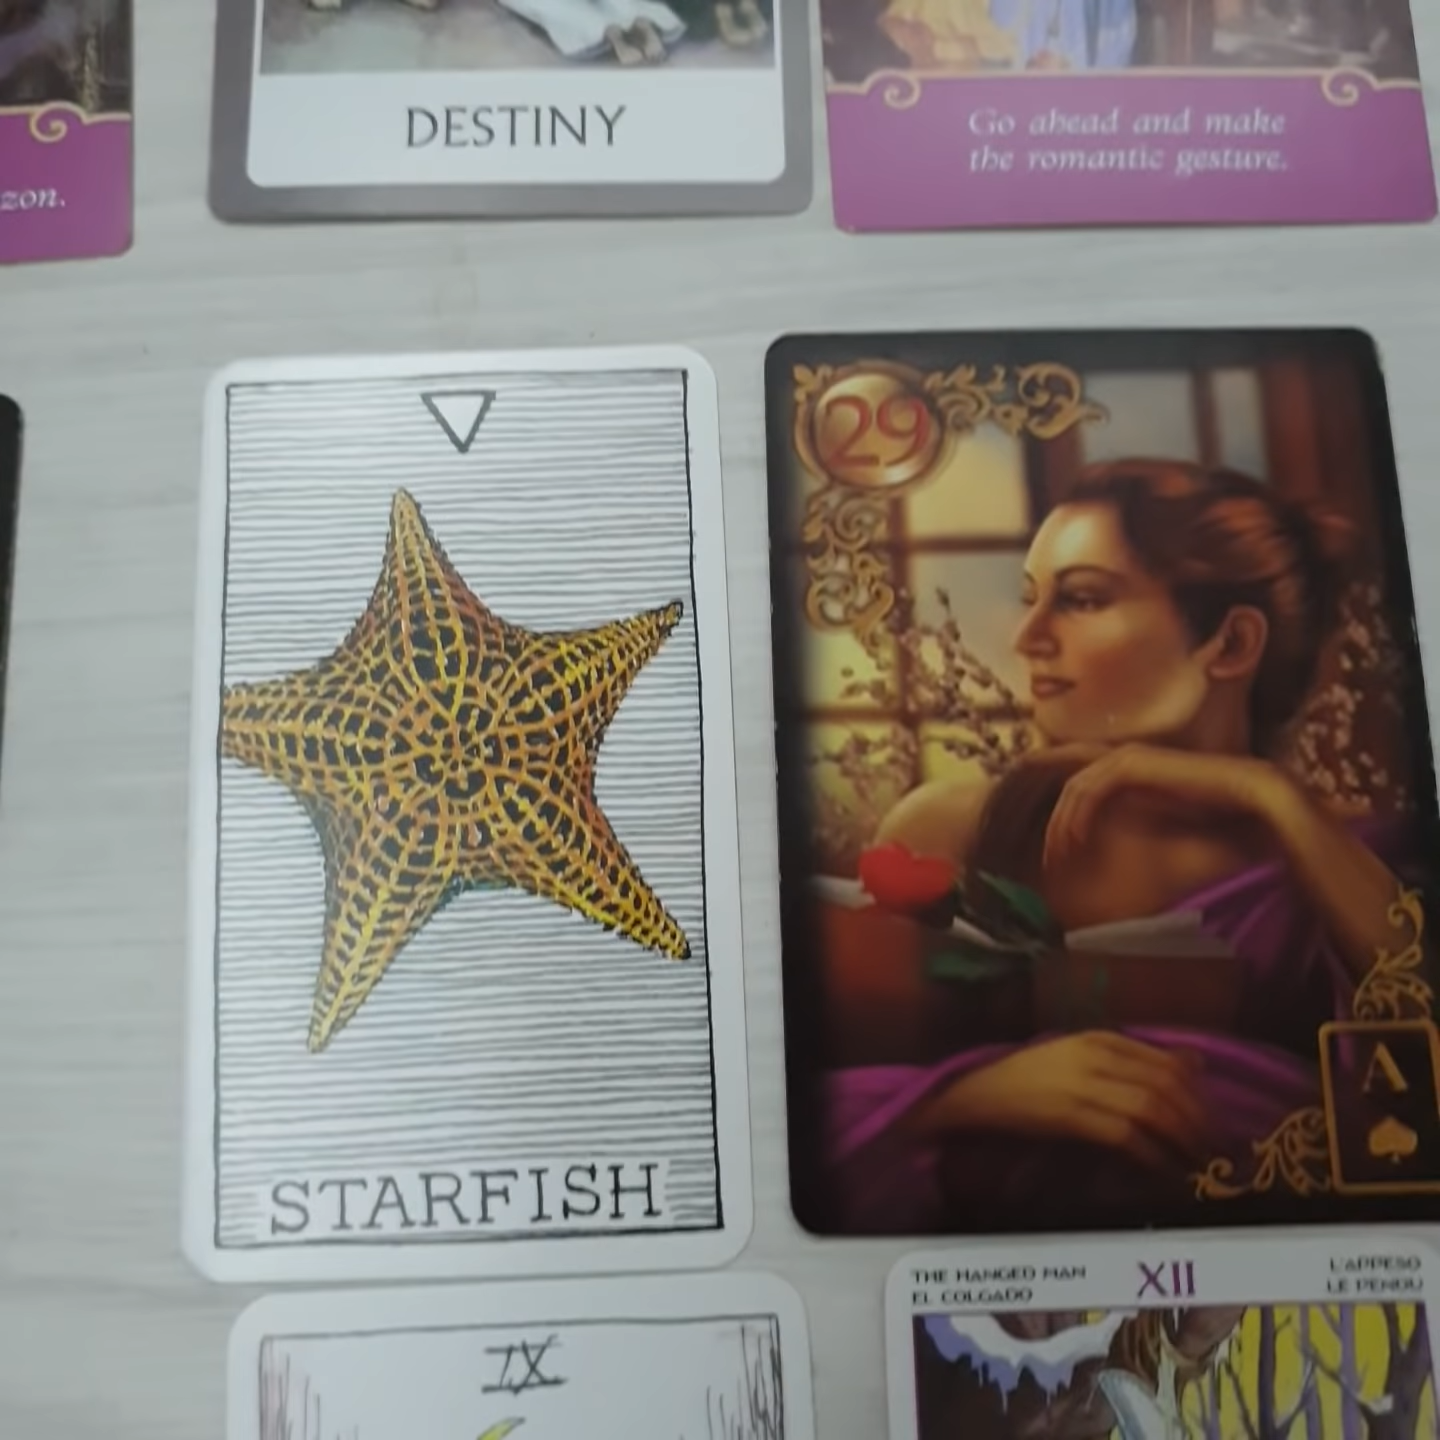 zon.
DESTINY
Go ahead and make
the romantic gesture.
29
STARFISH
A
THE HANGED MAN
EL COLGADO
XII
L'APPESO
LE PENDU
IX